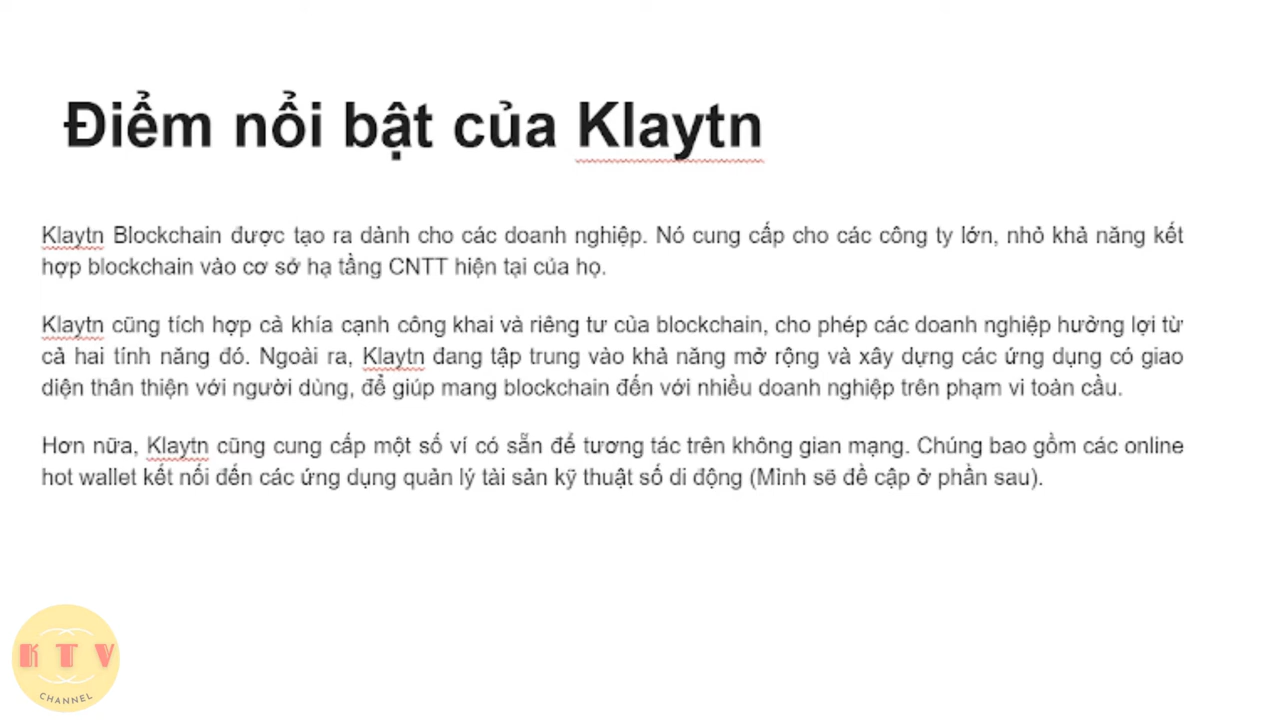 Điểm nổi bật của Klaytn
Klaytn Blockchain được tạo ra dành cho các doanh nghiệp. Nó cung cấp cho các công ty lớn, nhỏ khả năng kết
hợp blockchain vào cơ sở hạ tầng CNTT hiện tại của họ.
Klaytn cũng tích hợp cả khía cạnh công khai và riêng tư của blockchain, cho phép các doanh nghiệp hưởng lợi từ
cả hai tính năng đó. Ngoài ra, Klaytn đang tập trung vào khả năng mở rộng và xây dựng các ứng dụng có giao
diện thân thiện với người dùng, để giúp mang blockchain đến với nhiều doanh nghiệp trên phạm vi toàn cầu.
Hơn nữa, Klaytn cũng cung cấp một số ví có sẵn để tương tác trên không gian mạng. Chúng bao gồm các online
hot wallet kết nối đến các ứng dụng quản lý tài sản kỹ thuật số di động (Mình sẽ đề cập ở phần sau).
KTV
CHANNEL